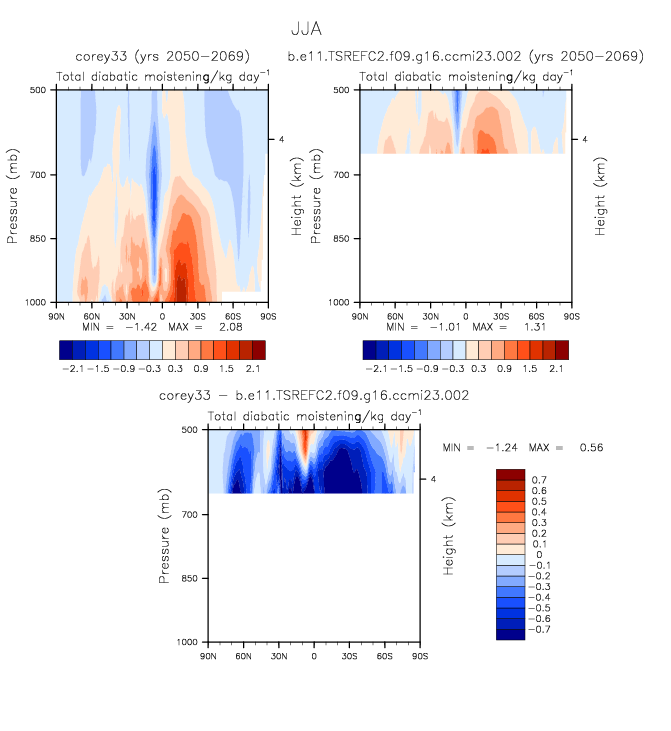 JJA
corey33 (yrs 2050−2069)
b.e11.TSREFC2.f09.g16.ccmi23.002 (yrs 2050−2069)
Total diabatic moistening/kg day−1
Total diabatic moistening/kg day−1
500
700
850
1000
Pressure (mb)
4
Height (km)
90N 60N 30N 0 30S 60S 90S
MIN = −1.42 MAX = 2.08
−2.1 −1.5 −0.9 −0.3 0.3 0.9 1.5 2.1
500
700
850
1000
Pressure (mb)
4
Height (km)
90N 60N 30N 0 30S 60S 90S
MIN = −1.01 MAX = 1.31
−2.1 −1.5 −0.9 −0.3 0.3 0.9 1.5 2.1
corey33 − b.e11.TSREFC2.f09.g16.ccmi23.002
Total diabatic moistening/kg day−1
500
700
850
1000
Pressure (mb)
4
Height (km)
90N 60N 30N 0 30S 60S 90S
MIN = −1.24 MAX = 0.56
0.7
0.6
0.5
0.4
0.3
0.2
0.1
0
−0.1
−0.2
−0.3
−0.4
−0.5
−0.6
−0.7